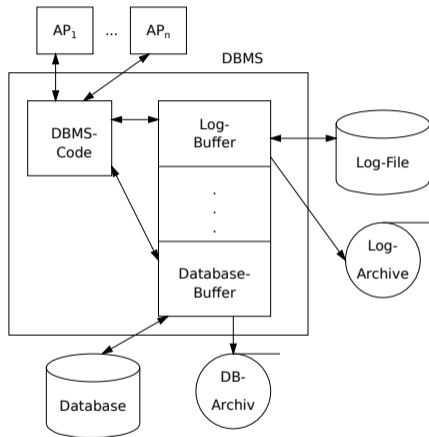 AP₁ ... APₙ
DBMS
DBMS-
Code
Log-
Buffer
.
.
.
Database-
Buffer
Log-File
Log-
Archive
Database
DB-
Archiv